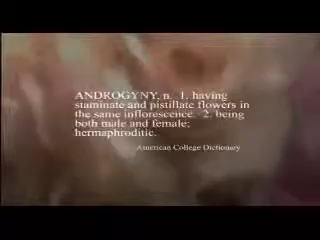 ANDROGYNY, n. 1. having
staminate and pistillate flowers in
the same inflorescence. 2. being
both male and female;
hermaphroditic.
American College Dictionary